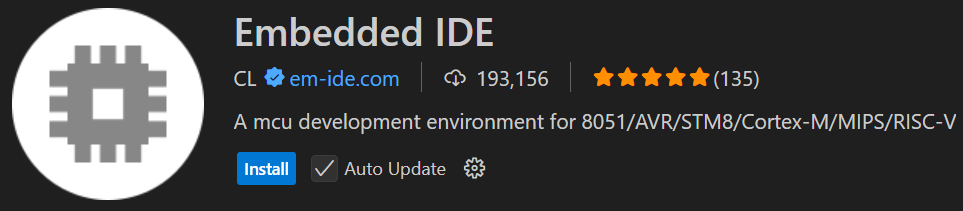 Embedded IDE
CL em-ide.com 193,156 (135)
A mcu development environment for 8051/AVR/STM8/Cortex-M/MIPS/RISC-V
Install Auto Update